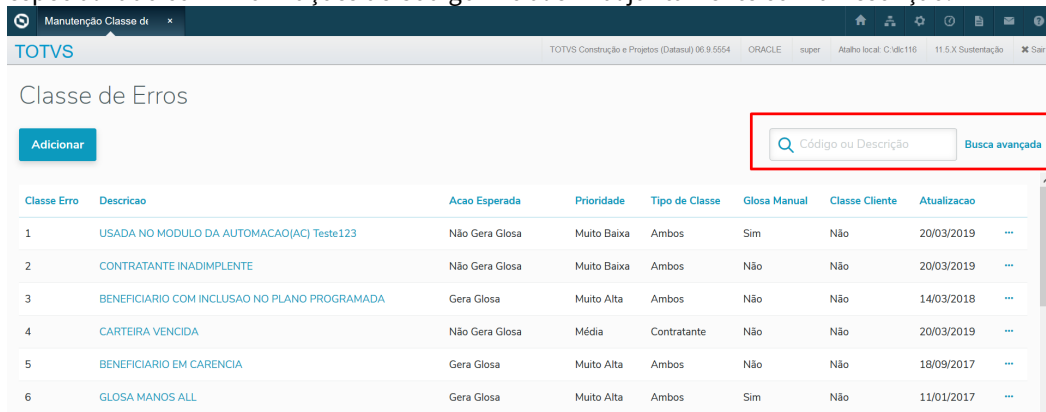 Manutenção Classe de ×
TOTVS TOTVS Construção e Projetos (Datasul) 06.9.5554 ORACLE super Atalho local: C:\dlc116 11.5.X Sustentação ✖ Sair
Classe de Erros
Adicionar Código ou Descrição Busca avançada
Classe Erro Descricao Acao Esperada Prioridade Tipo de Classe Glosa Manual Classe Cliente Atualizacao
1 USADA NO MODULO DA AUTOMACAO(AC) Teste123 Não Gera Glosa Muito Baixa Ambos Sim Não 20/03/2019 ...
2 CONTRATANTE INADIMPLENTE Não Gera Glosa Muito Baixa Ambos Não Não 20/03/2019 ...
3 BENEFICIARIO COM INCLUSAO NO PLANO PROGRAMADA Gera Glosa Muito Alta Ambos Não Não 14/03/2018 ...
4 CARTEIRA VENCIDA Não Gera Glosa Média Contratante Não Não 20/03/2019 ...
5 BENEFICIARIO EM CARENCIA Gera Glosa Muito Alta Ambos Não Não 18/09/2017 ...
6 GLOSA MANOS ALL Gera Glosa Muito Alta Ambos Sim Não 11/01/2017 ...